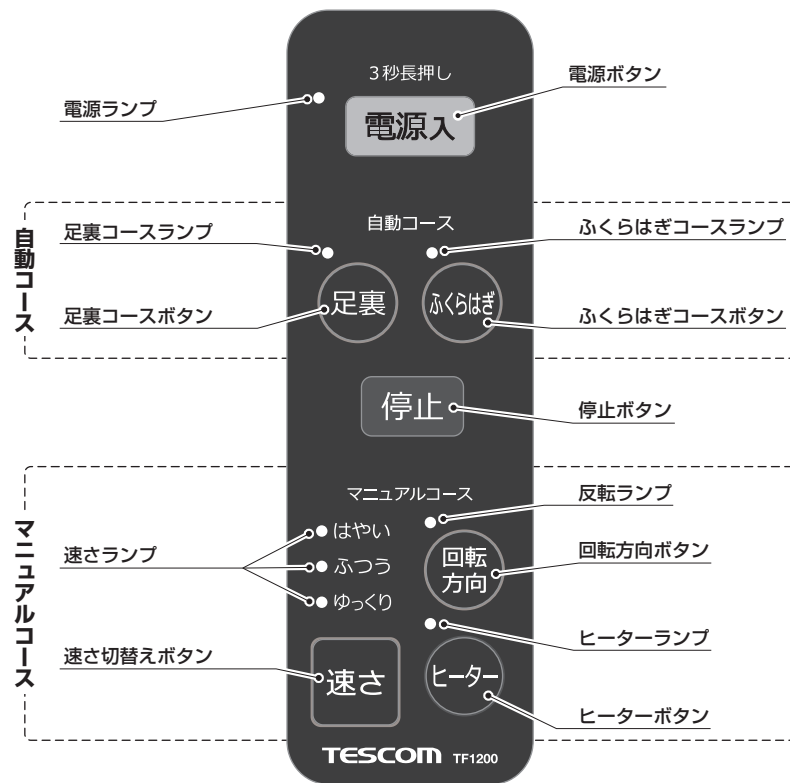 3秒長押し
電源ボタン
電源ランプ
電源入
自動コース
自動コース
足裏コースランプ
ふくらはぎコースランプ
足裏
ふくらはぎ
足裏コースボタン
ふくらはぎコースボタン
停止
停止ボタン
マニュアルコース
マニュアルコース
反転ランプ
はやい
速さランプ
ふつう
ゆっくり
回転
方向
回転方向ボタン
ヒーターランプ
速さ切替えボタン
速さ
ヒーター
ヒーターボタン
TESCOM TF1200